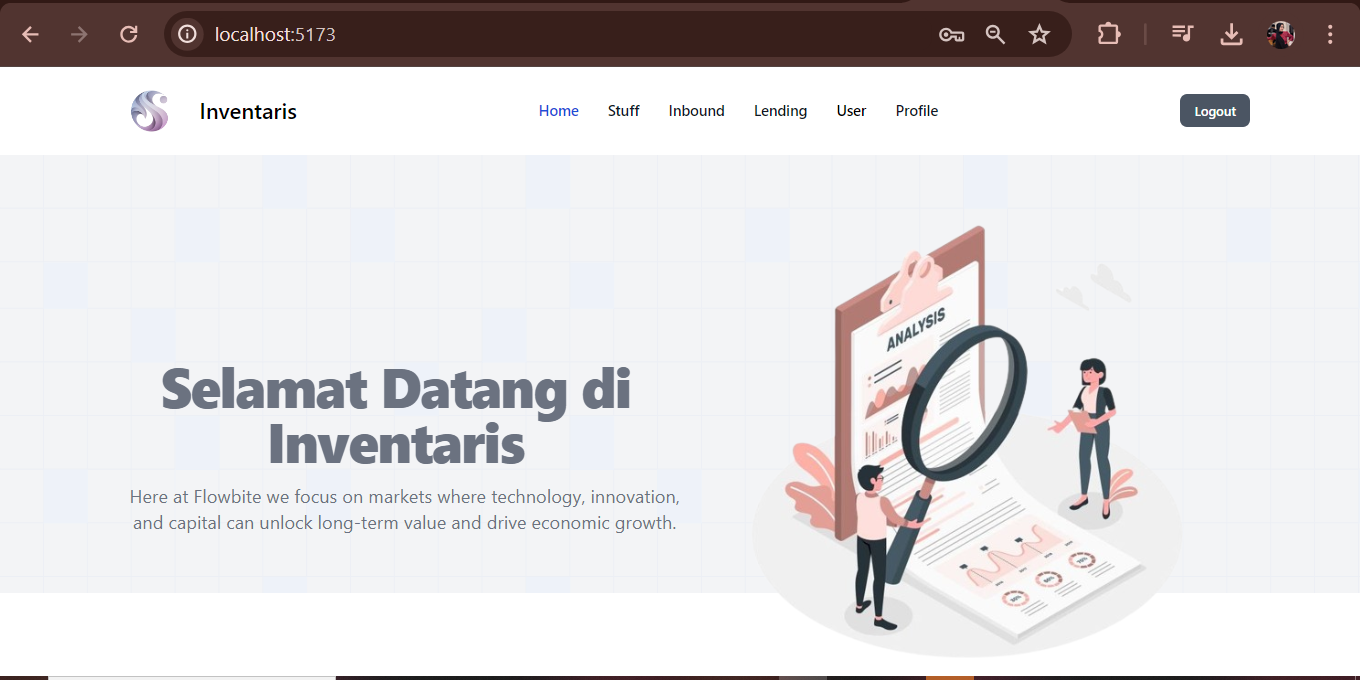 localhost:5173
Inventaris
Home Stuff Inbound Lending User Profile
Logout
Selamat Datang di
Inventaris
Here at Flowbite we focus on markets where technology, innovation,
and capital can unlock long-term value and drive economic growth.
ANALYSIS